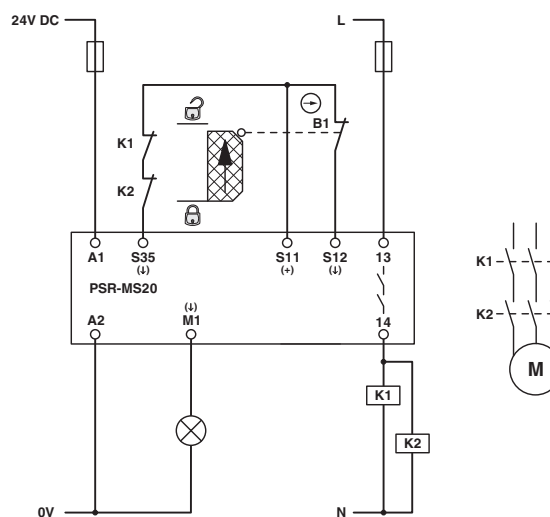 24V DC
L
B1
K1
K2
A1 S35 S11 S12 13
(↓) (+) (↓)
PSR-MS20
(↓)
A2 M1 14
K1
K2
M
K1
K2
0V N